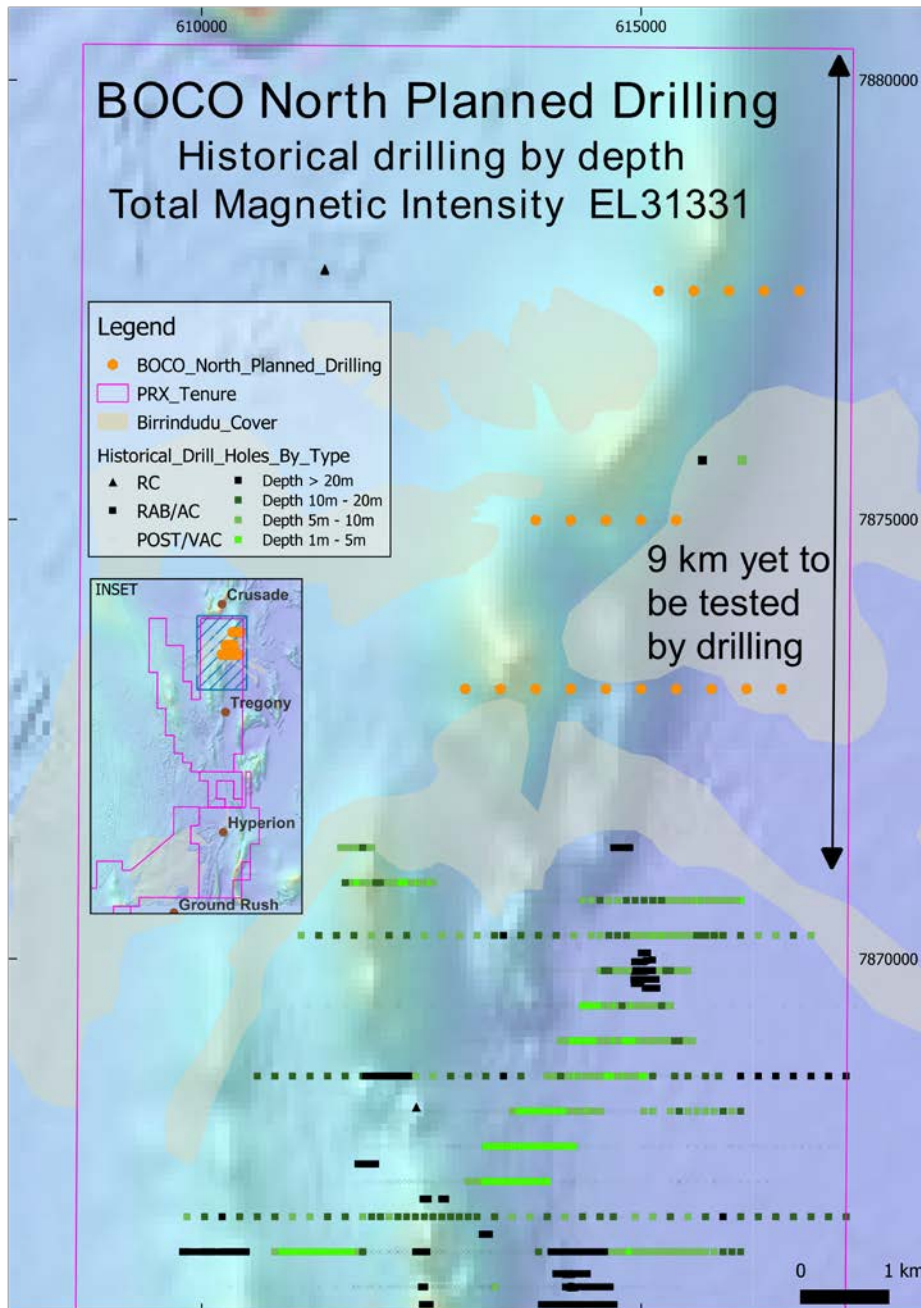 610000
615000
BOCO North Planned Drilling
7880000
Historical drilling by depth
Total Magnetic Intensity EL31331
Legend
BOCO_North_Planned_Drilling
PRX_Tenure
Birrindudu_Cover
Historical_Drill_Holes_By_Type
RC
RAB/AC
POST/VAC
Depth > 20m
Depth 10m - 20m
Depth 5m - 10m
Depth 1m - 5m
7875000
9 km yet to
be tested
by drilling
INSET
Crusade
Tregony
Hyperion
Ground Rush
7870000
0
1 km